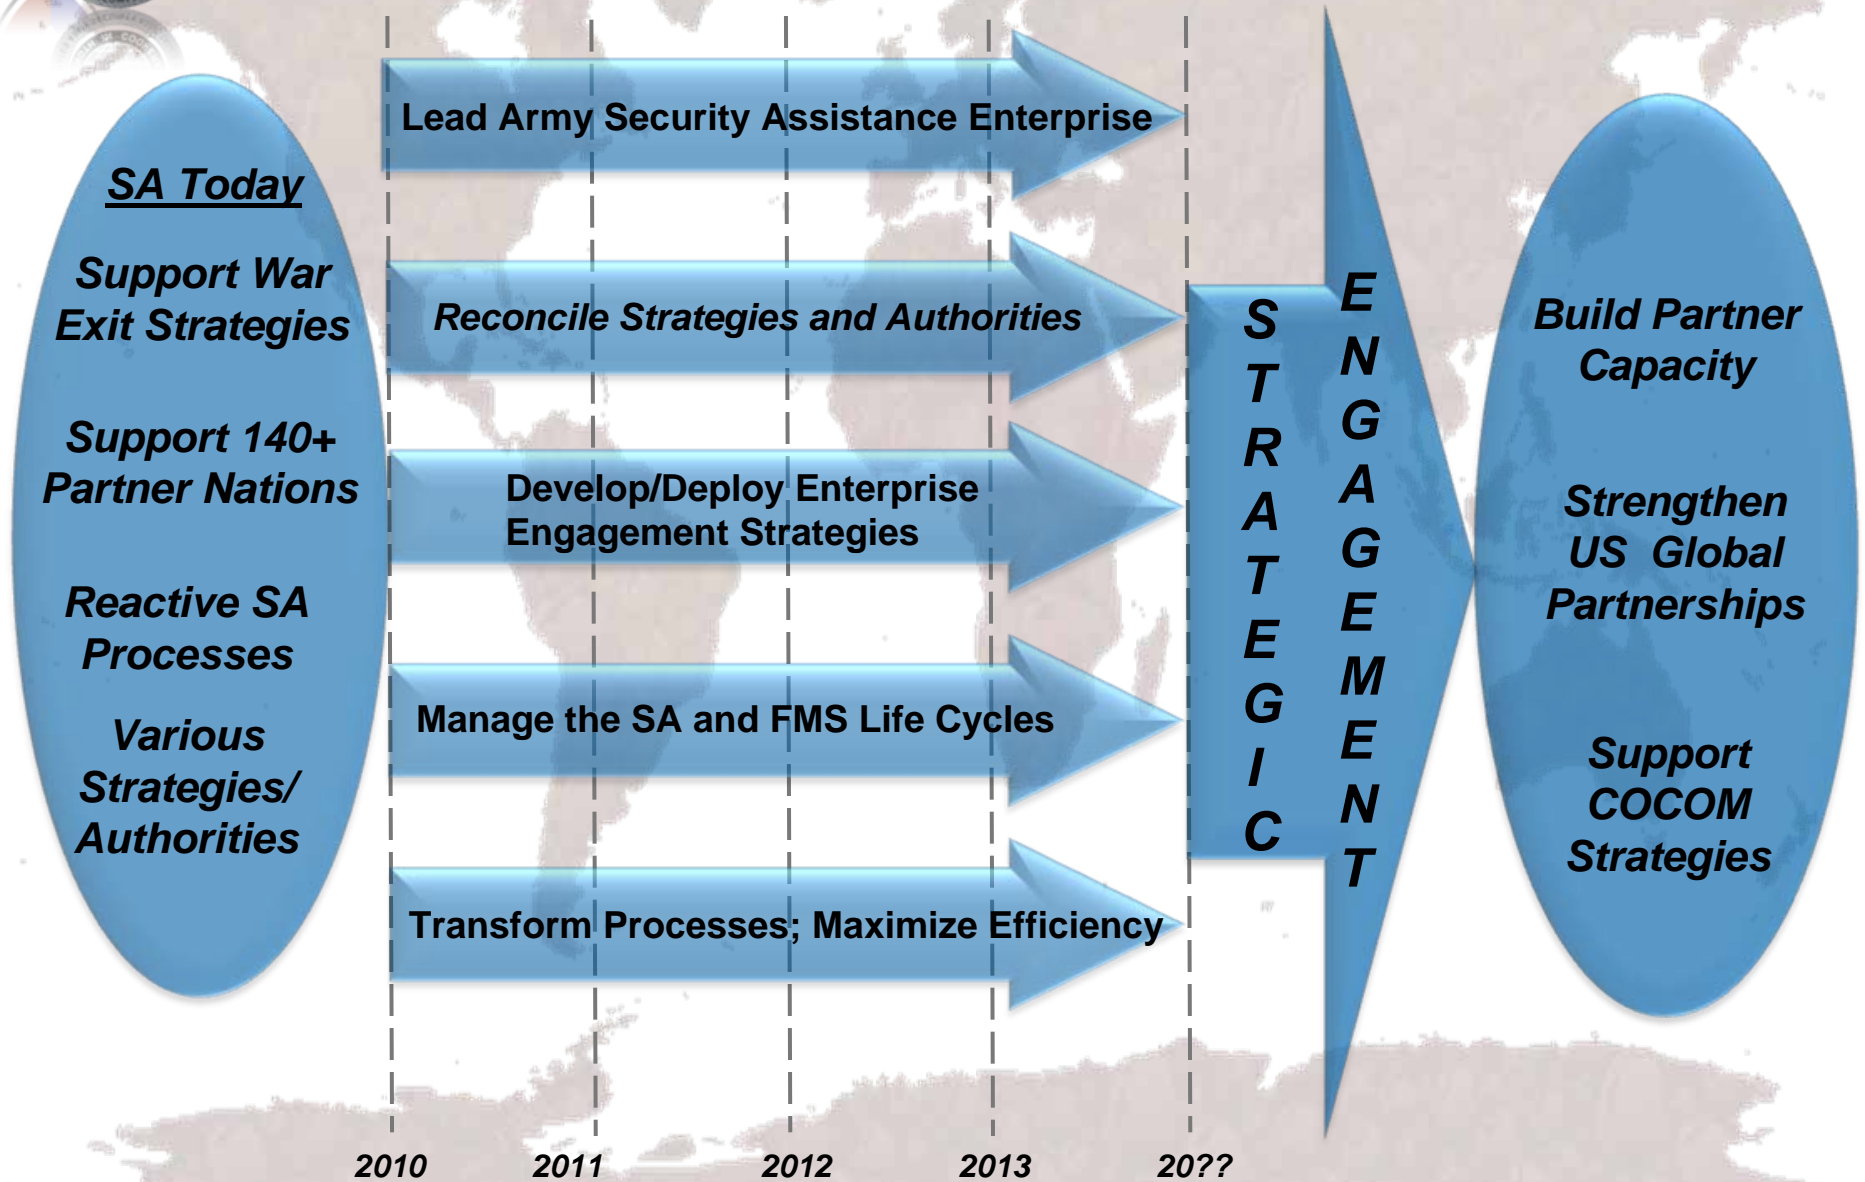 SA Today
Support War
Exit Strategies
Support 140+
Partner Nations
Reactive SA
Processes
Various
Strategies/
Authorities
Lead Army Security Assistance Enterprise
Reconcile Strategies and Authorities
Develop/Deploy Enterprise
Engagement Strategies
Manage the SA and FMS Life Cycles
Transform Processes; Maximize Efficiency
STRATEGIC
ENGAGEMENT
Build Partner
Capacity
Strengthen
US Global
Partnerships
Support
COCOM
Strategies
2010 2011 2012 2013 20??